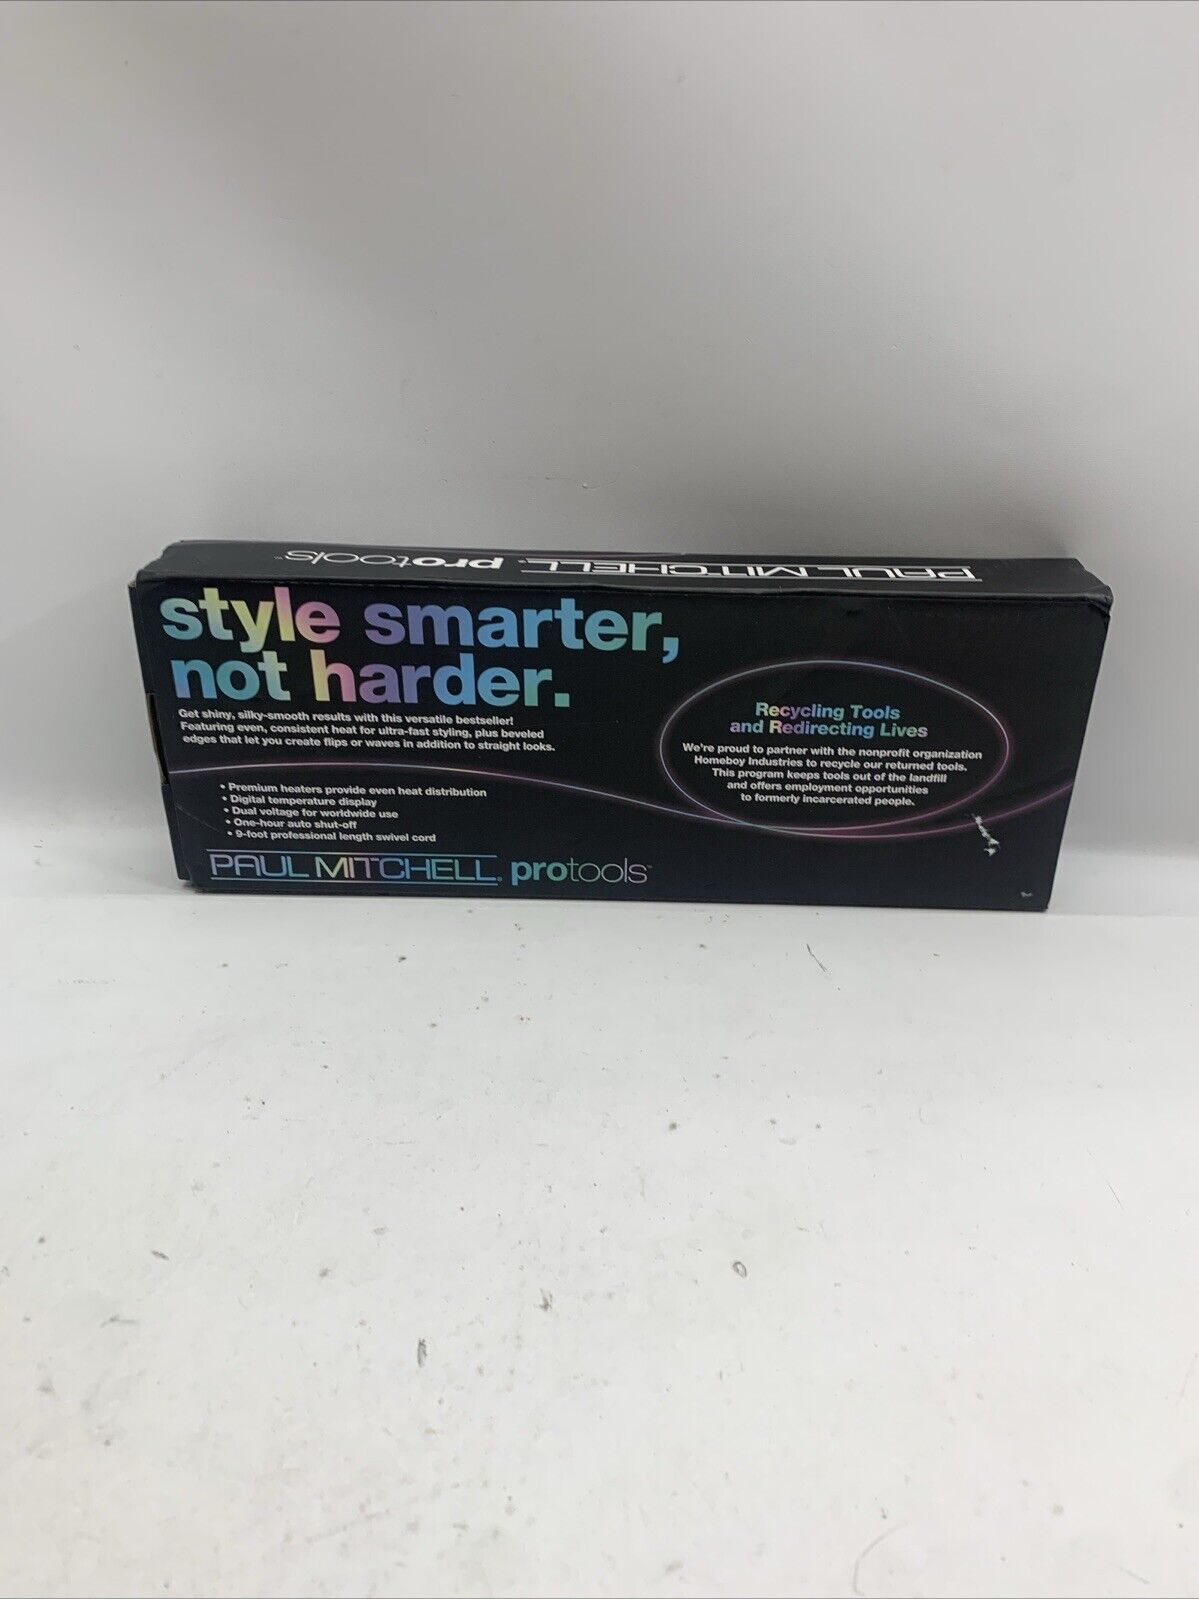 PAUL MITCHELL® protools™
style smarter,
not harder.
Get shiny, silky-smooth results with this versatile bestseller!
Featuring even, consistent heat for ultra-fast styling, plus beveled
edges that let you create flips or waves in addition to straight looks.
• Premium heaters provide even heat distribution
• Digital temperature display
• Dual voltage for worldwide use
• One-hour auto shut-off
• 9-foot professional length swivel cord
PAUL MITCHELL® protools™
Recycling Tools
and Redirecting Lives
We're proud to partner with the nonprofit organization
Homeboy Industries to recycle our returned tools.
This program keeps tools out of the landfill
and offers employment opportunities
to formerly incarcerated people.